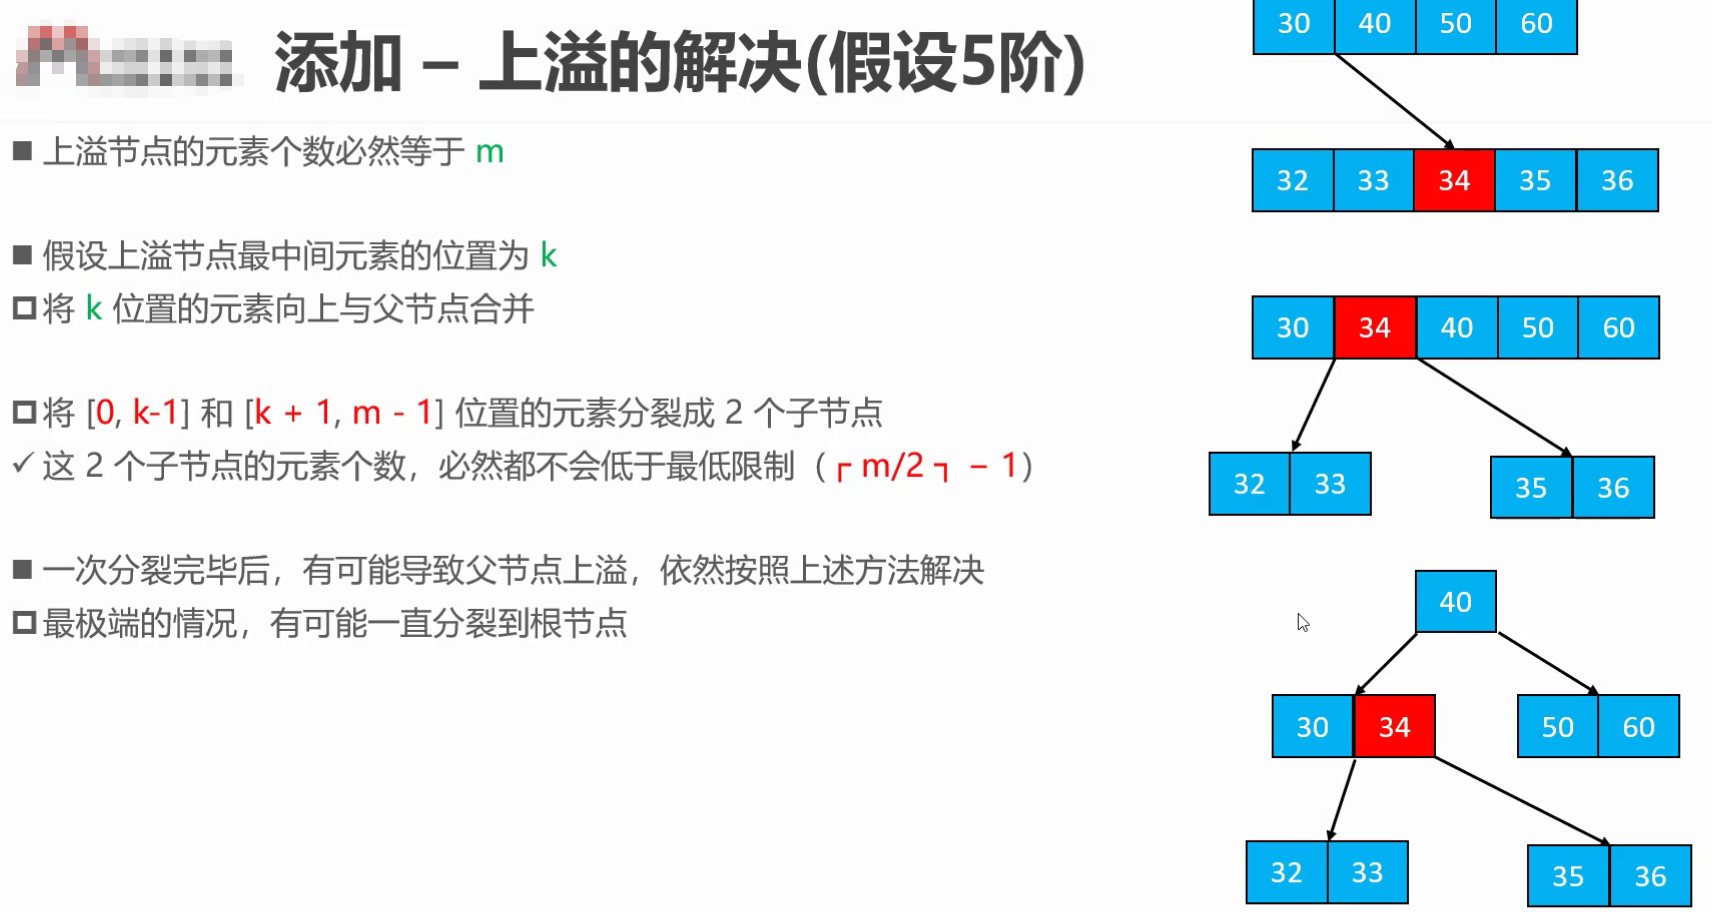 添加 – 上溢的解决(假设5阶)
上溢节点的元素个数必然等于 m
假设上溢节点最中间元素的位置为 k
将 k 位置的元素向上与父节点合并
将 [0, k-1] 和 [k + 1, m - 1] 位置的元素分裂成 2 个子节点
✓ 这 2 个子节点的元素个数，必然都不会低于最低限制（┌ m/2 ┐ − 1）
一次分裂完毕后，有可能导致父节点上溢，依然按照上述方法解决
最极端的情况，有可能一直分裂到根节点
30 40 50 60
32 33 34 35 36
30 34 40 50 60
32 33 35 36
40
30 34 50 60
32 33 35 36